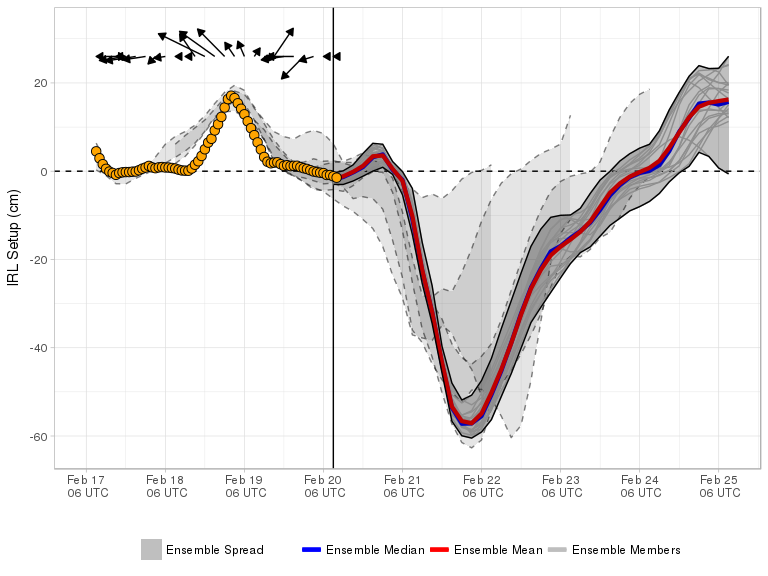 20
0
-20
-40
-60
IRL Setup (cm)
Feb 17 Feb 18 Feb 19 Feb 20 Feb 21 Feb 22 Feb 23 Feb 24 Feb 25
06 UTC 06 UTC 06 UTC 06 UTC 06 UTC 06 UTC 06 UTC 06 UTC 06 UTC
Ensemble Spread Ensemble Median Ensemble Mean Ensemble Members